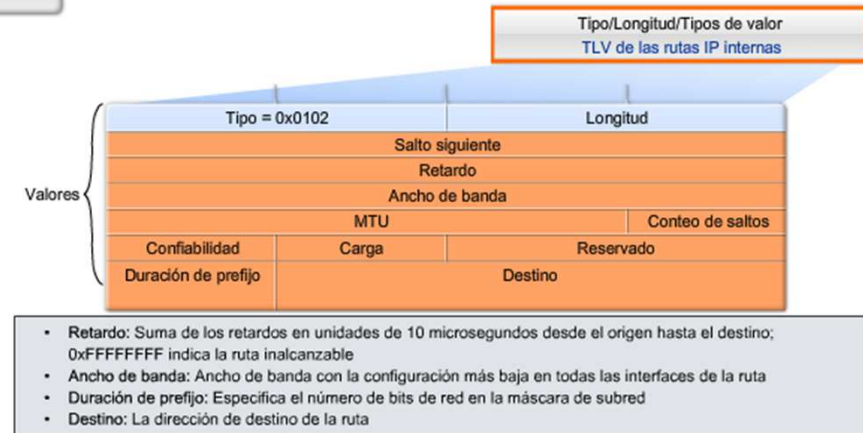 Tipo/Longitud/Tipos de valor
TLV de las rutas IP internas
Tipo = 0x0102 Longitud
Salto siguiente
Retardo
Valores
Ancho de banda
MTU Conteo de saltos
Confiabilidad Carga Reservado
Duración de prefijo Destino
• Retardo: Suma de los retardos en unidades de 10 microsegundos desde el origen hasta el destino;
0xFFFFFFFF indica la ruta inalcanzable
• Ancho de banda: Ancho de banda con la configuración más baja en todas las interfaces de la ruta
• Duración de prefijo: Especifica el número de bits de red en la máscara de subred
• Destino: La dirección de destino de la ruta